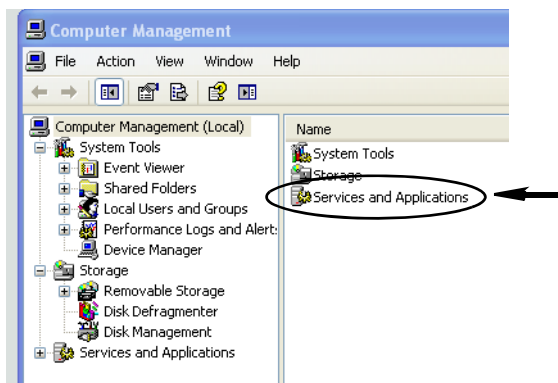 Computer Management
File Action View Window Help
Computer Management (Local)
System Tools
Event Viewer
Shared Folders
Local Users and Groups
Performance Logs and Alert:
Device Manager
Storage
Removable Storage
Disk Defragmenter
Disk Management
Services and Applications
Name
System Tools
Storage
Services and Applications